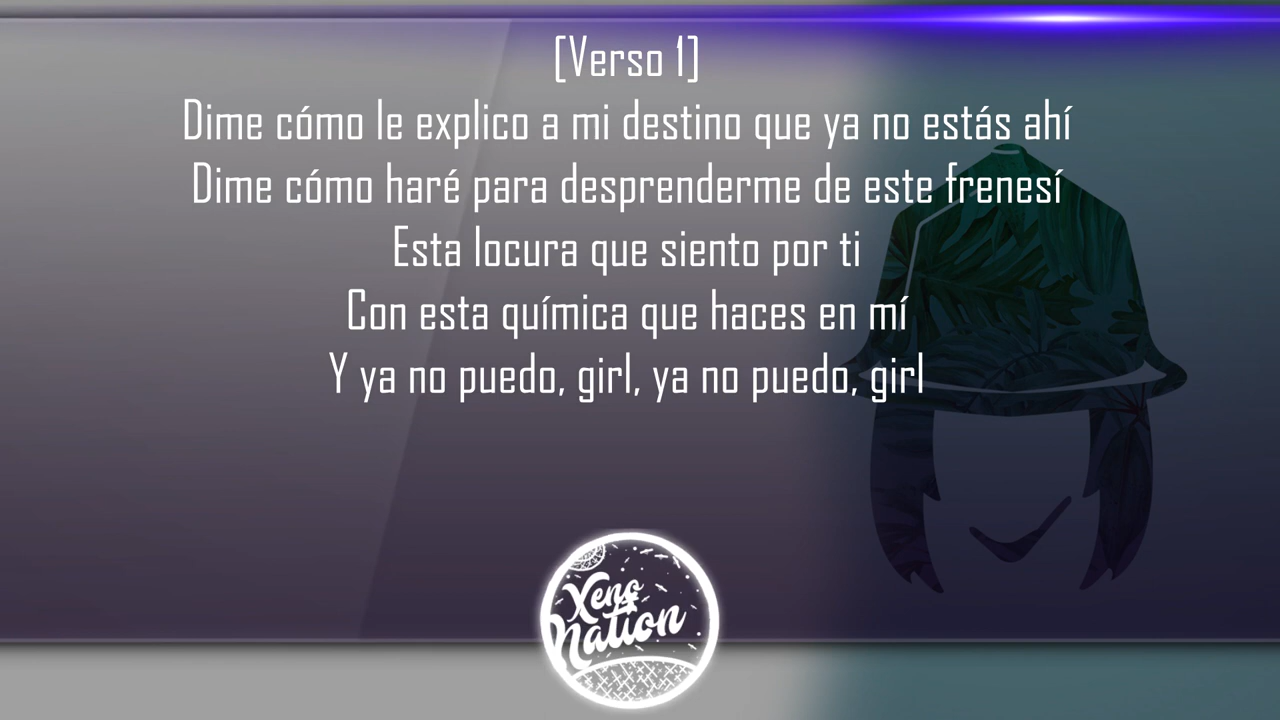 [Verso 1]
Dime cómo le explico a mi destino que ya no estás ahí
Dime cómo haré para desprenderme de este frenesí
Esta locura que siento por ti
Con esta química que haces en mí
Y ya no puedo, girl, ya no puedo, girl
Xeno
Nation